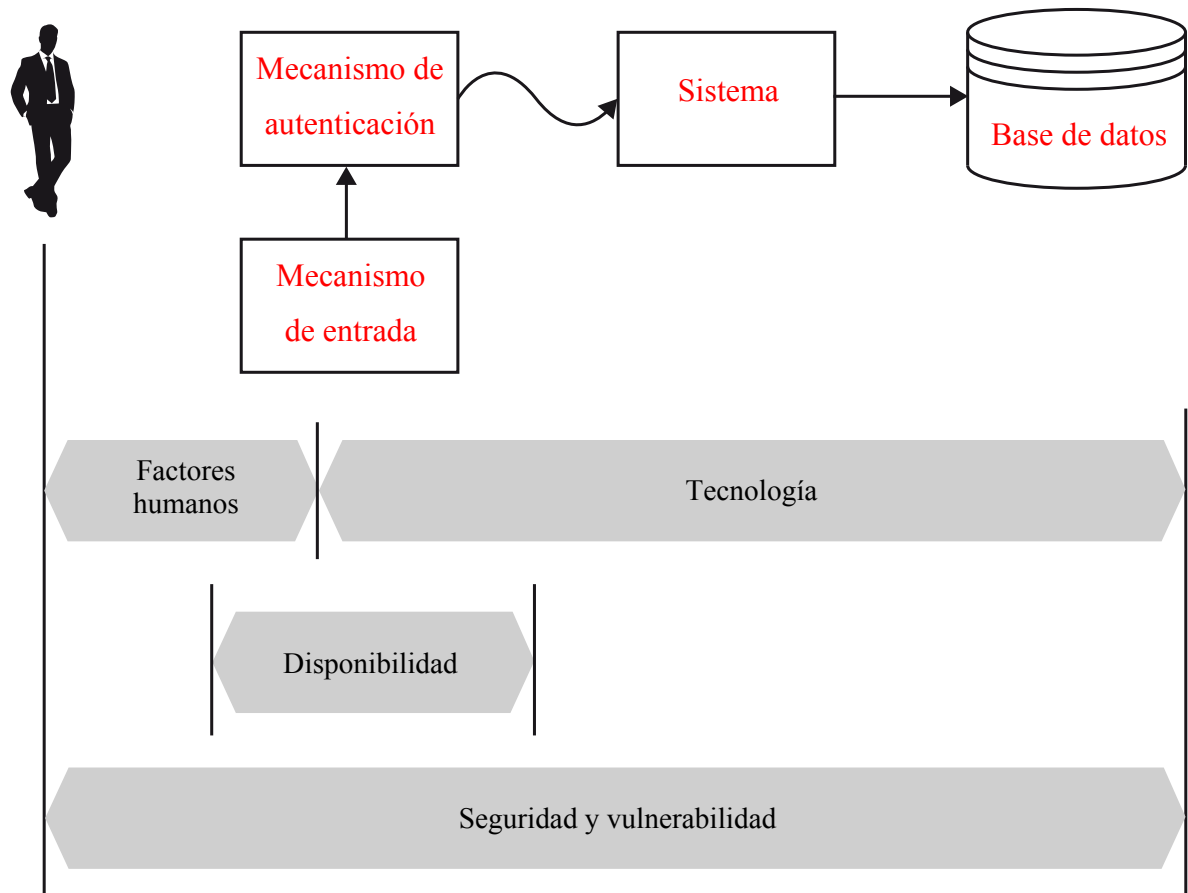 Mecanismo de
autenticación
Sistema
Base de datos
Mecanismo
de entrada
Factores
humanos
Tecnología
Disponibilidad
Seguridad y vulnerabilidad